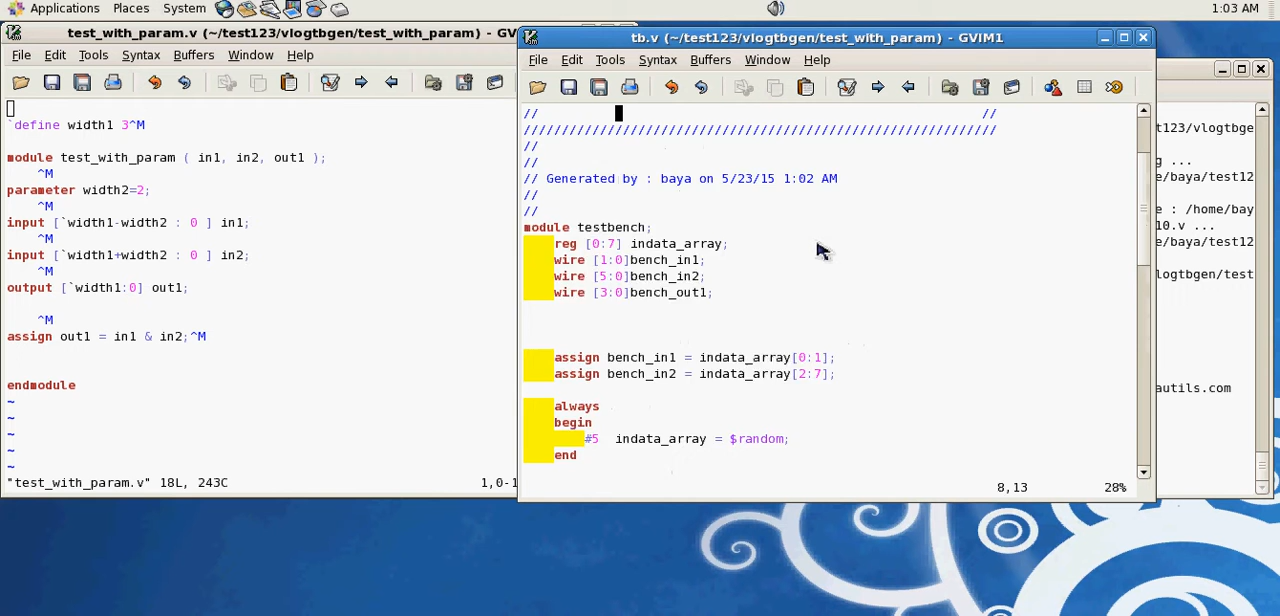 Applications Places System 1:03 AM
test_with_param.v (~/test123/vlogtbgen/test_with_param) - GV
File Edit Tools Syntax Buffers Window Help
`define width1 3^M
module test_with_param ( in1, in2, out1 );
^M
parameter width2=2;
^M
input [`width1-width2 : 0 ] in1;
^M
input [`width1+width2 : 0 ] in2;
^M
output [`width1:0] out1;
^M
assign out1 = in1 & in2;^M
endmodule
~
~
~
~
~
"test_with_param.v" 18L, 243C 1,0-1
tb.v (~/test123/vlogtbgen/test_with_param) - GVIM1
File Edit Tools Syntax Buffers Window Help
// //
//////////////////////////////////////////////////////////////
//
//
// Generated by : baya on 5/23/15 1:02 AM
//
//
module testbench;
reg [0:7] indata_array;
wire [1:0]bench_in1;
wire [5:0]bench_in2;
wire [3:0]bench_out1;
assign bench_in1 = indata_array[0:1];
assign bench_in2 = indata_array[2:7];
always
begin
#5 indata_array = $random;
end
8,13 28%
t123/vlogtbge
g ...
e/baya/test12
e : /home/bay
10.v ...
e/baya/test12
logtbgen/test
autils.com